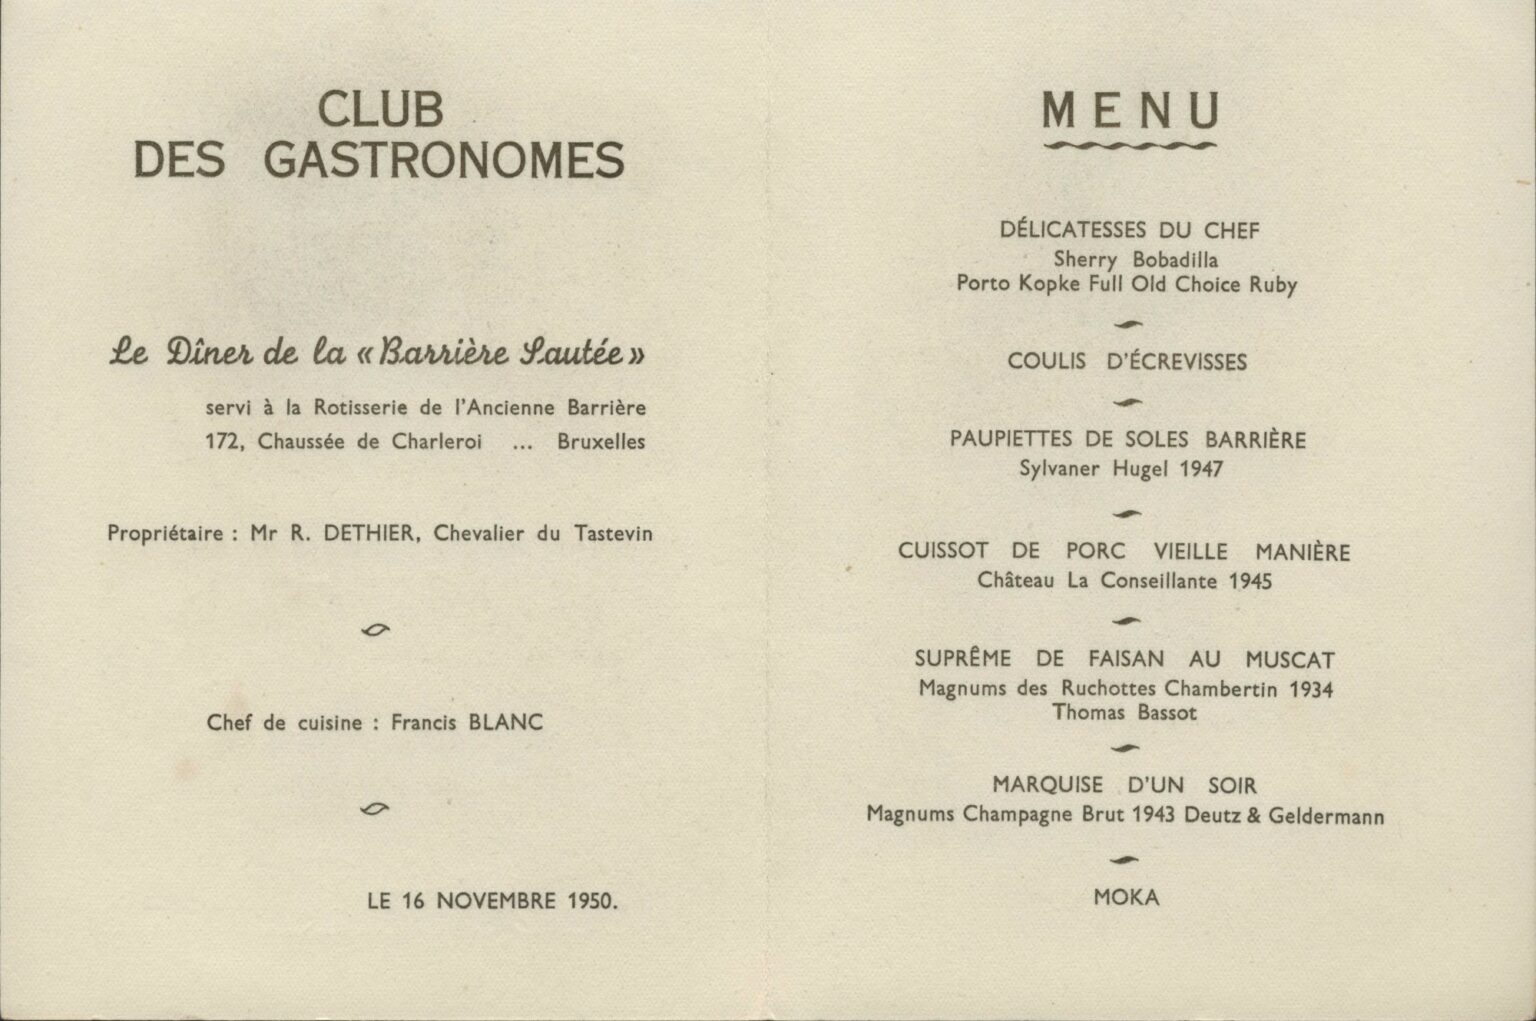 CLUB
DES GASTRONOMES
Le Dîner de la « Barrière Sautée »
servi à la Rotisserie de l'Ancienne Barrière
172, Chaussée de Charleroi ... Bruxelles
Propriétaire : Mr R. DETHIER, Chevalier du Tastevin
Chef de cuisine : Francis BLANC
LE 16 NOVEMBRE 1950.
MENU
DÉLICATESSES DU CHEF
Sherry Bobadilla
Porto Kopke Full Old Choice Ruby
COULIS D'ÉCREVISSES
PAUPIETTES DE SOLES BARRIÈRE
Sylvaner Hugel 1947
CUISSOT DE PORC VIEILLE MANIÈRE
Château La Conseillante 1945
SUPRÊME DE FAISAN AU MUSCAT
Magnums des Ruchottes Chambertin 1934
Thomas Bassot
MARQUISE D'UN SOIR
Magnums Champagne Brut 1943 Deutz & Geldermann
MOKA